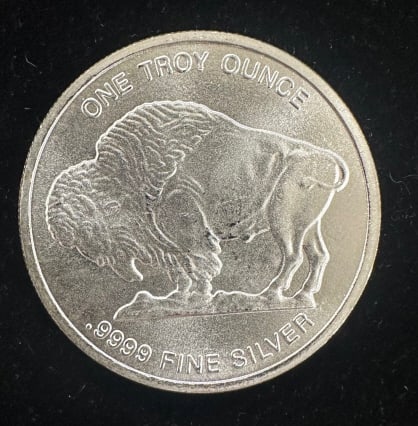 ONE TROY OUNCE
.9999 FINE SILVER